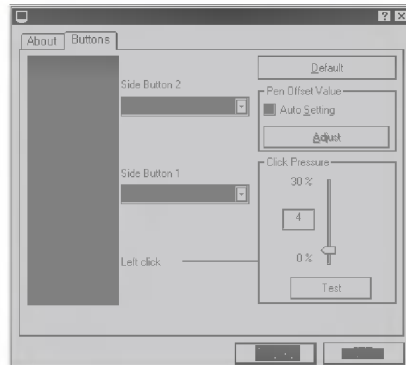 About Buttons
Default
Side Button 2
Pen Offset Value
Auto Setting
Adjust
Side Button 1
Click Pressure
30 %
4
0 %
Left click
Test